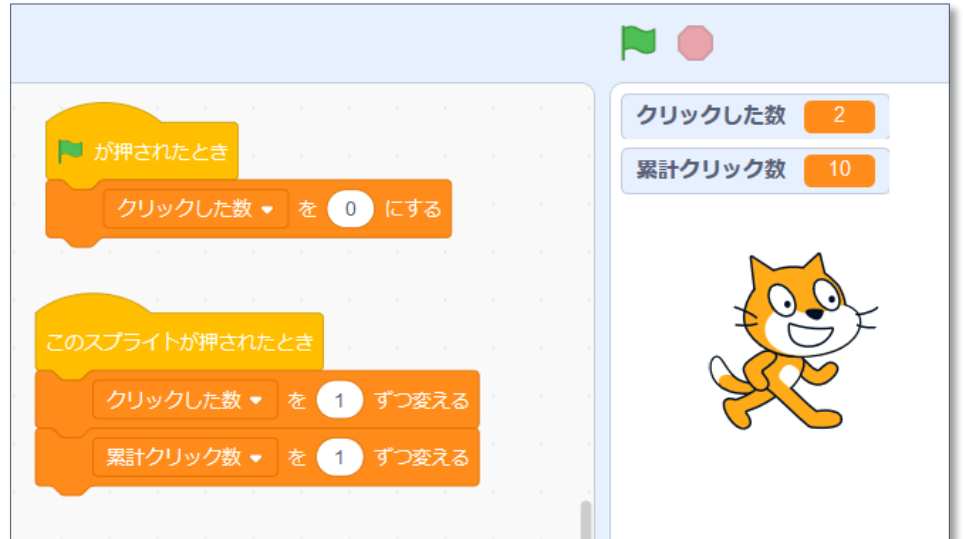 が押されたとき
クリックした数 を 0 にする
このスプライトが押されたとき
クリックした数 を 1 ずつ変える
累計クリック数 を 1 ずつ変える
クリックした数 2
累計クリック数 10